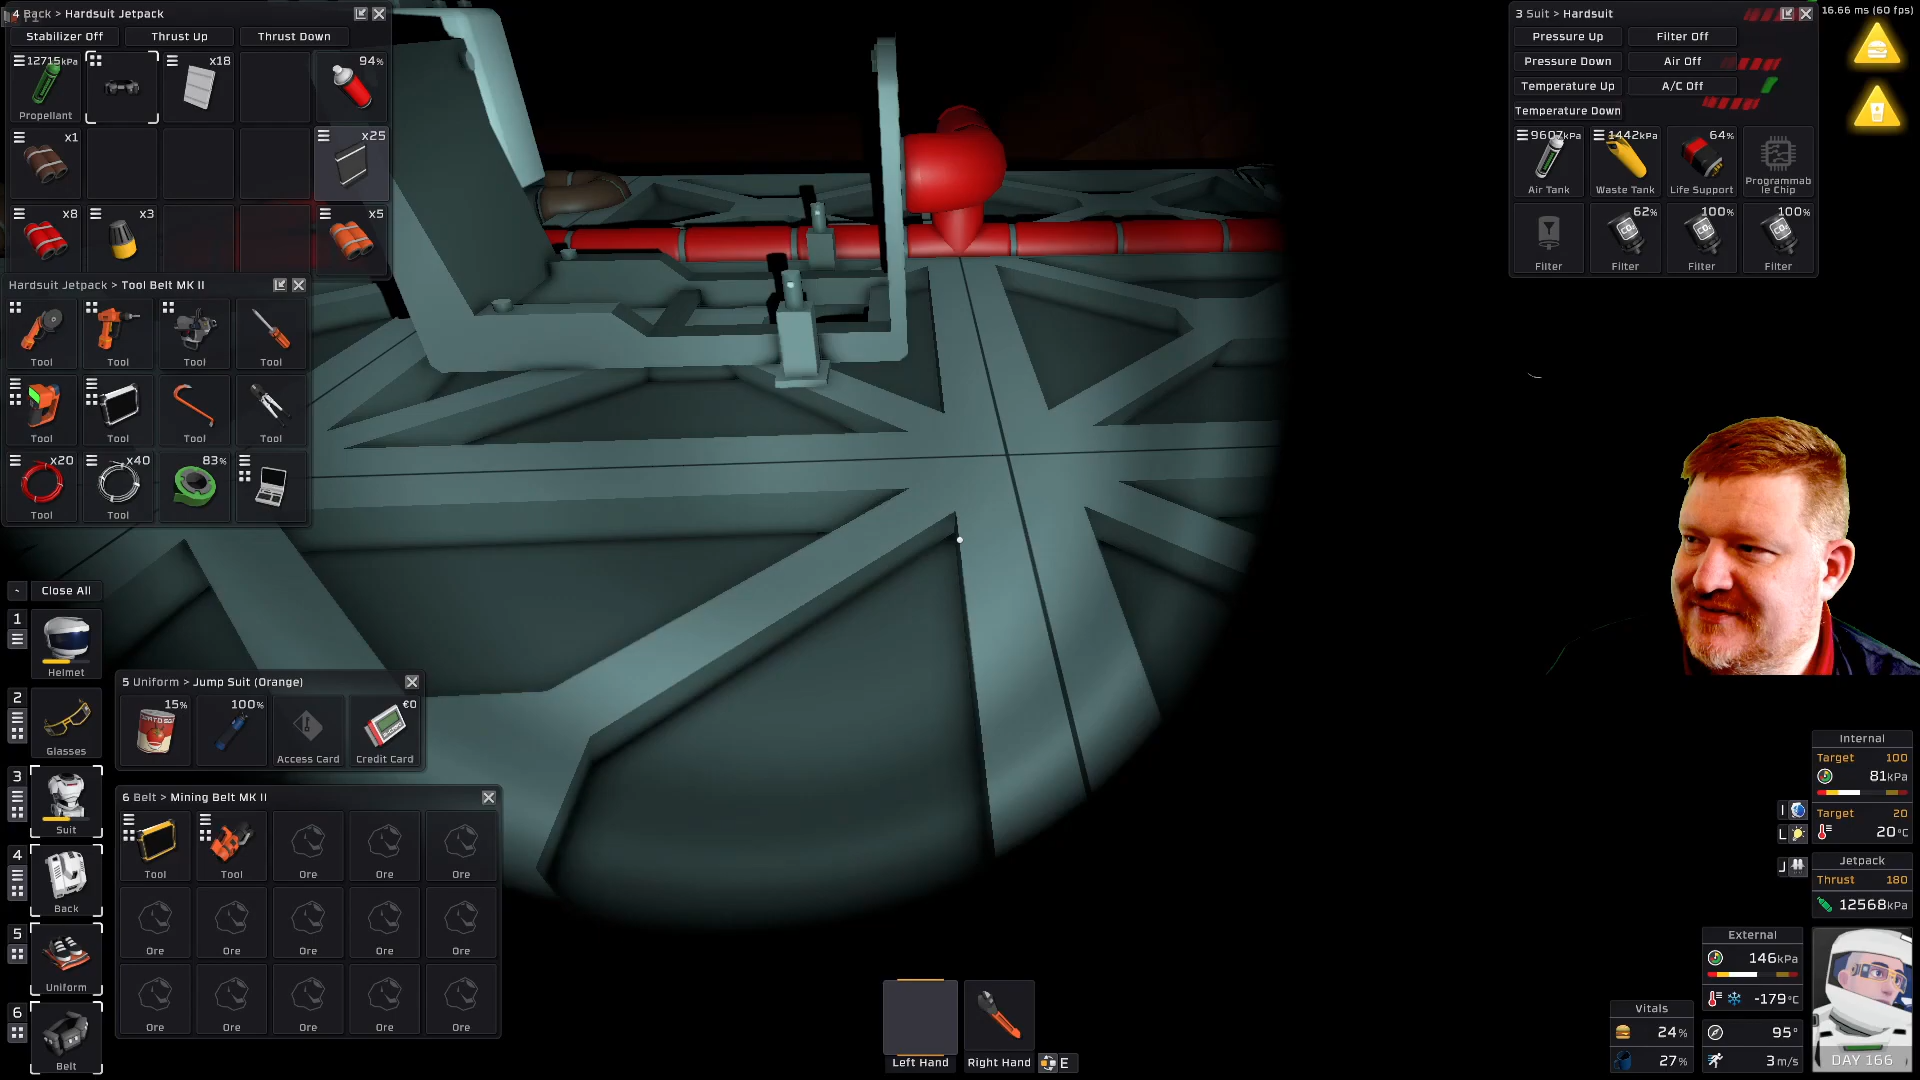 4 Back > Hardsuit Jetpack
Stabilizer Off Thrust Up Thrust Down
12715kPa x18 94%
Propellant
x1 x25
x8 x3 x5
Hardsuit Jetpack > Tool Belt MK II
Tool Tool Tool Tool
Tool Tool Tool Tool
x20 x40 83%
Tool Tool
~ Close All
1
Helmet
2
Glasses
3
Suit
4
Back
5
Uniform
6
Belt
5 Uniform > Jump Suit (Orange)
15% 100% €0
Access Card Credit Card
6 Belt > Mining Belt MK II
Tool Tool Ore Ore Ore
Ore Ore Ore Ore Ore
Ore Ore Ore Ore Ore
Left Hand Right Hand E
3 Suit > Hardsuit
Pressure Up Filter Off
Pressure Down Air Off
Temperature Up A/C Off
Temperature Down
9607kPa 1442kPa 64%
Air Tank Waste Tank Life Support Programmab
le Chip
62% 100% 100%
Filter Filter Filter Filter
16.66 ms (60 fps)
Internal
Target 100
81kPa
I
Target 20
L 20°C
Jetpack
J
Thrust 180
12568kPa
External
146kPa
-179°C
Vitals
24% 95°
27% 3m/s
DAY 166